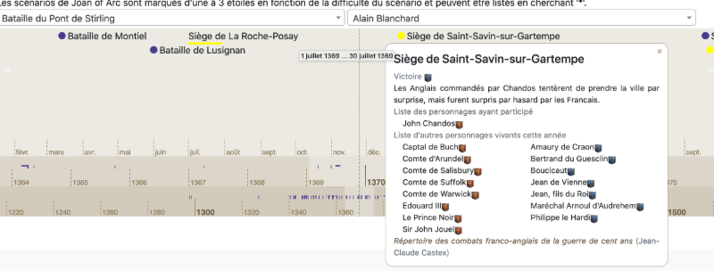 Les scénarios de Joan of Arc sont marqués d'une à 3 étoiles en fonction de la difficulté du scénario et peuvent être listés en cherchant '*'.
Bataille du Pont de Stirling
Alain Blanchard
Bataille de Montiel
Siège de La Roche-Posay
Siège de Saint-Savin-sur-Gartempe
S
Bataille de Lusignan
1 juillet 1369 ... 30 juillet 1369
Siège de Saint-Savin-sur-Gartempe
×
Victoire
Les Anglais commandés par Chandos tentèrent de prendre la ville par
surprise, mais furent surpris par hasard par les Francais.
Liste des personnages ayant participé
John Chandos
Liste d'autres personnages vivants cette année
Captal de Buch
Amaury de Craon
Comte d'Arundel
Bertrand du Guesclin
Comte de Salisbury
Boucicaut
Comte de Suffolk
Jean de Vienne
Comte de Warwick
Jean, fils du Roi
Edouard III
Maréchal Arnoul d'Audrehem
Le Prince Noir
Philippe le Hardi
Sir John Jouel
Répertoire des combats franco-anglais de la guerre de cent ans (Jean-
Claude Castex)
févr. mars avr. mai juin juil. août sept. oct. nov. déc. sept.
1364 1365 1366 1367 1368 1369 1370 375
1220 1240 1260 1280 1300 1320 1340 1360 1500